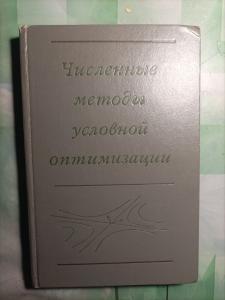 Численные
методы
условной
оптимизации